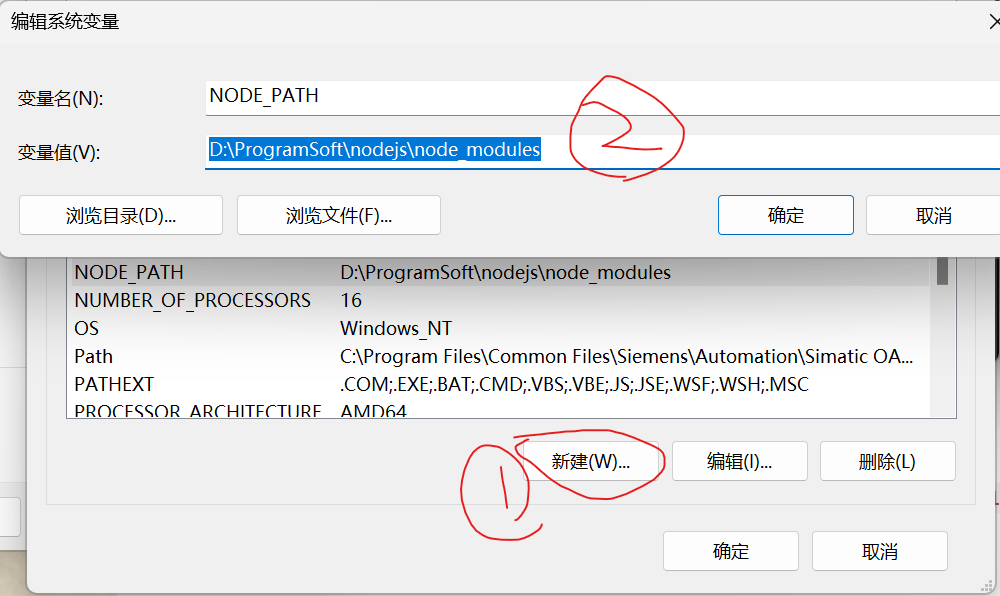 编辑系统变量
变量名(N):
NODE_PATH
变量值(V):
D:\ProgramSoft\nodejs\node_modules
2
浏览目录(D)...
浏览文件(F)...
确定
取消
NODE_PATH D:\ProgramSoft\nodejs\node_modules
NUMBER_OF_PROCESSORS 16
OS Windows_NT
Path C:\Program Files\Common Files\Siemens\Automation\Simatic OA...
PATHEXT .COM;.EXE;.BAT;.CMD;.VBS;.VBE;.JS;.JSE;.WSF;.WSH;.MSC
PROCESSOR_ARCHITECTURE AMD64
1
新建(W)...
编辑(I)...
删除(L)
确定
取消